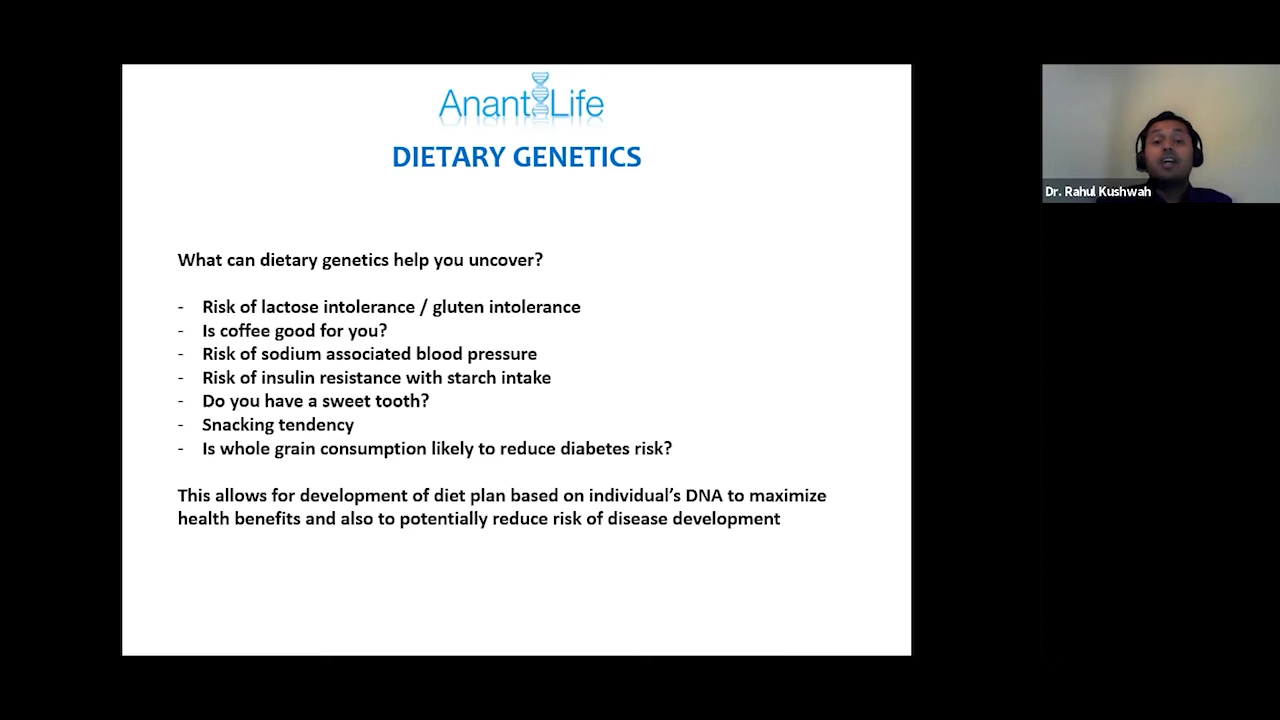 Anant Life
DIETARY GENETICS
What can dietary genetics help you uncover?
- Risk of lactose intolerance / gluten intolerance
- Is coffee good for you?
- Risk of sodium associated blood pressure
- Risk of insulin resistance with starch intake
- Do you have a sweet tooth?
- Snacking tendency
- Is whole grain consumption likely to reduce diabetes risk?
This allows for development of diet plan based on individual’s DNA to maximize
health benefits and also to potentially reduce risk of disease development
Dr. Rahul Kushwah